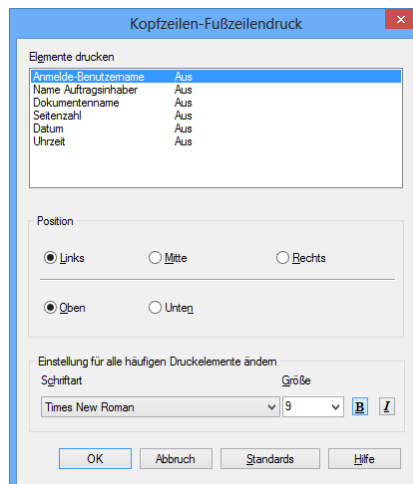 Kopfzeilen-Fußzeilendruck
Elemente drucken
Anmelde-Benutzername Aus
Name Auftragsinhaber Aus
Dokumentenname Aus
Seitenzahl Aus
Datum Aus
Uhrzeit Aus
Position
Links Mitte Rechts
Oben Unten
Einstellung für alle häufigen Druckelemente ändern
Schriftart Größe
Times New Roman 9 B I
OK Abbruch Standards Hilfe